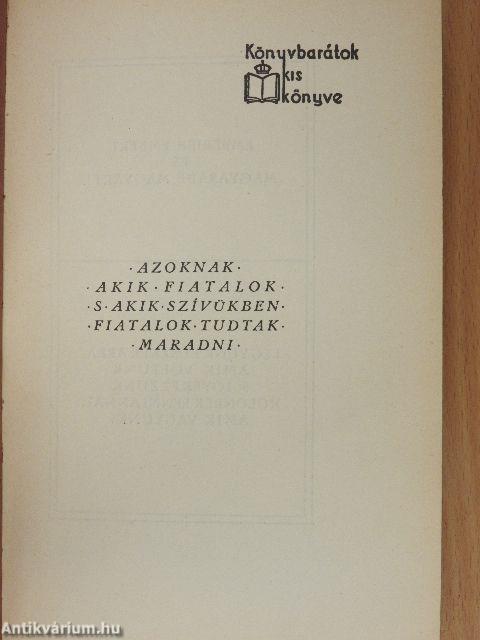 Könyvbarátok
kis
könyve
·AZOKNAK·
·AKIK·FIATALOK·
·S·AKIK·SZÍVÜKBEN·
·FIATALOK·TUDTAK·
·MARADNI·
Antikvárium.hu